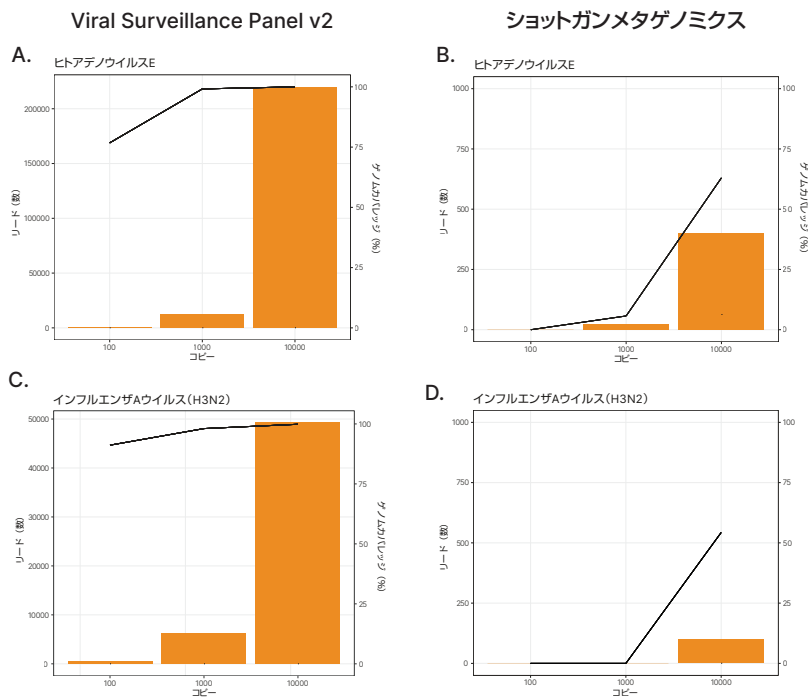 Viral Surveillance Panel v2
ショットガンメタゲノミクス
A.
ヒトアデノウイルスE
200000
150000
100000
50000
0
100
75
50
25
0
リード（数）
ゲノムカバレッジ（%）
100
1000
10000
コピー
B.
ヒトアデノウイルスE
1000
750
500
250
0
100
75
50
25
0
リード（数）
ゲノムカバレッジ（%）
100
1000
10000
コピー
C.
インフルエンザAウイルス（H3N2）
50000
40000
30000
20000
10000
0
100
75
50
25
0
リード（数）
ゲノムカバレッジ（%）
100
1000
10000
コピー
D.
インフルエンザAウイルス（H3N2）
1000
750
500
250
0
100
75
50
25
0
リード（数）
ゲノムカバレッジ（%）
100
1000
10000
コピー